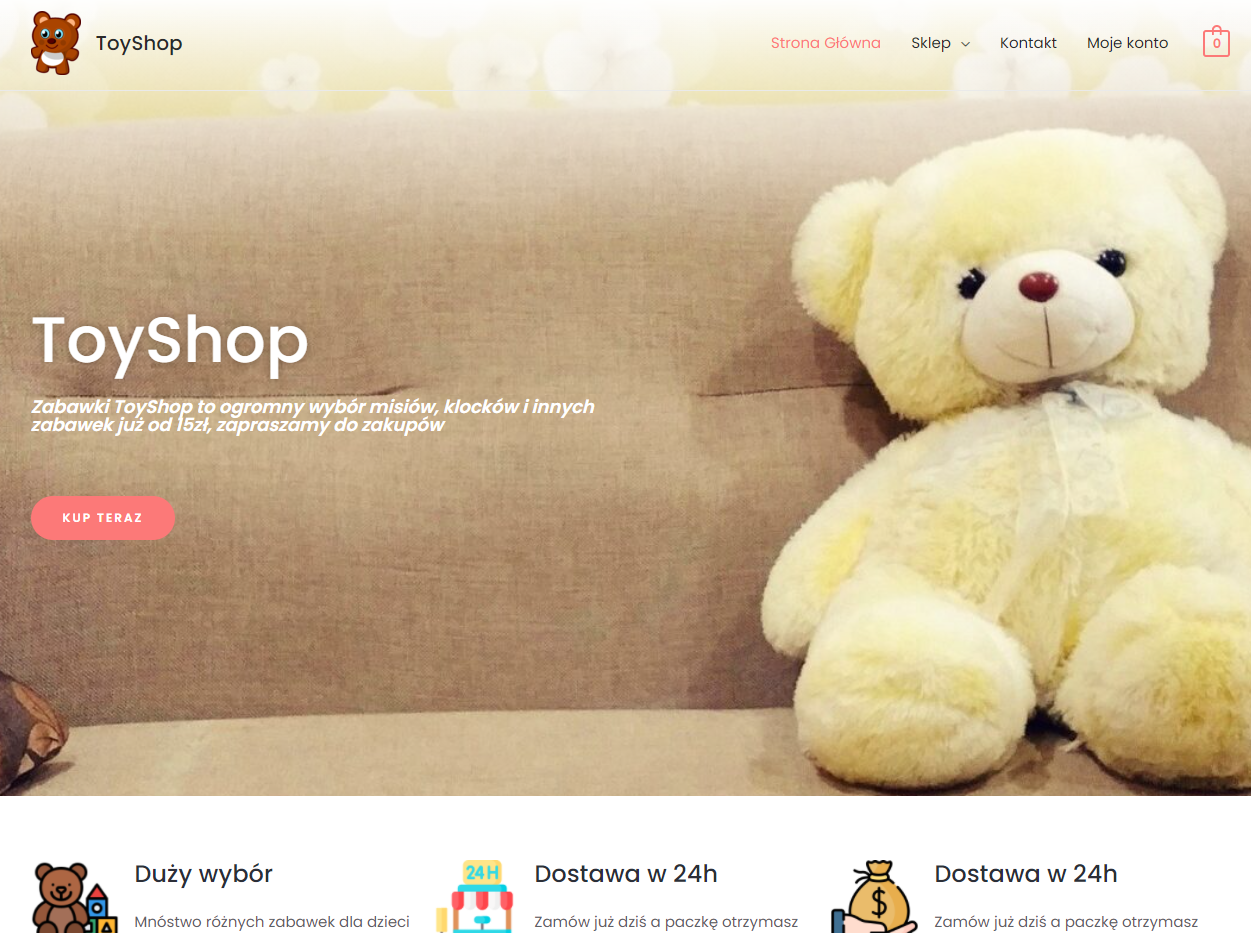 ToyShop
Strona Główna
Sklep
Kontakt
Moje konto
0
ToyShop
Zabawki ToyShop to ogromny wybór misiów, klocków i innych
zabawek już od 15zł, zapraszamy do zakupów
KUP TERAZ
Duży wybór
Mnóstwo różnych zabawek dla dzieci
24H
Dostawa w 24h
Zamów już dziś a paczkę otrzymasz
$
Dostawa w 24h
Zamów już dziś a paczkę otrzymasz